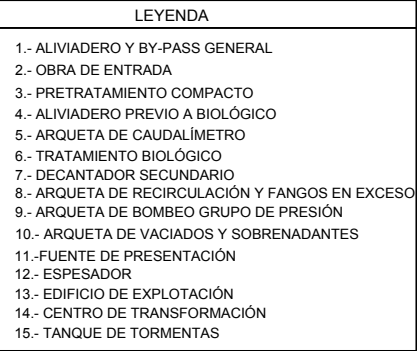 LEYENDA
1.- ALIVIADERO Y BY-PASS GENERAL
2.- OBRA DE ENTRADA
3.- PRETRATAMIENTO COMPACTO
4.- ALIVIADERO PREVIO A BIOLÓGICO
5.- ARQUETA DE CAUDALÍMETRO
6.- TRATAMIENTO BIOLÓGICO
7.- DECANTADOR SECUNDARIO
8.- ARQUETA DE RECIRCULACIÓN Y FANGOS EN EXCESO
9.- ARQUETA DE BOMBEO GRUPO DE PRESIÓN
10.- ARQUETA DE VACIADOS Y SOBRENADANTES
11.-FUENTE DE PRESENTACIÓN
12.- ESPESADOR
13.- EDIFICIO DE EXPLOTACIÓN
14.- CENTRO DE TRANSFORMACIÓN
15.- TANQUE DE TORMENTAS